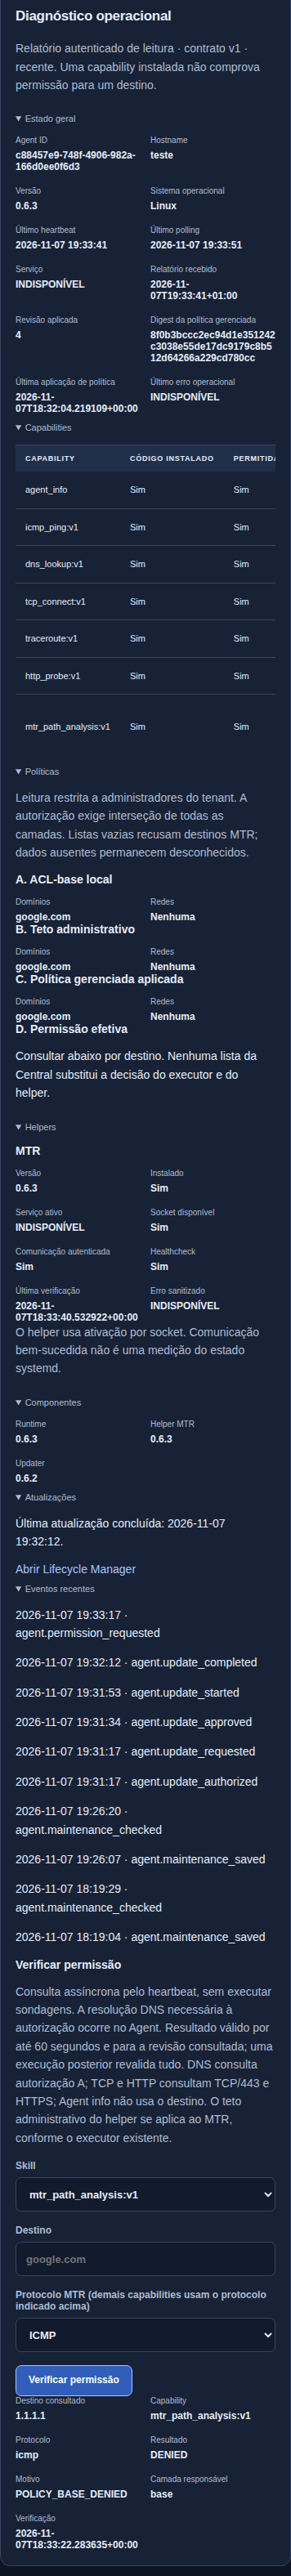 Diagnóstico operacional
Relatório autenticado de leitura · contrato v1 ·
recente. Uma capability instalada não comprova
permissão para um destino.
▼ Estado geral
Agent ID Hostname
c88457e9-748f-4906-982a- teste
166d0ee0f6d3
Versão Sistema operacional
0.6.3 Linux
Último heartbeat Último polling
2026-11-07 19:33:41 2026-11-07 19:33:51
Serviço Relatório recebido
INDISPONÍVEL 2026-11-
07T19:33:41+01:00
Revisão aplicada Digest da política gerenciada
4 8f0b3bccc2ec94d1e351242
c3038e55de17dc9179c8b5
12d64266a229cd780cc
Última aplicação de política Último erro operacional
2026-11- INDISPONÍVEL
07T18:32:04.219109+00:00
▼ Capabilities
CAPABILITY CÓDIGO INSTALADO PERMITIDA
agent_info Sim Sim
icmp_ping:v1 Sim Sim
dns_lookup:v1 Sim Sim
tcp_connect:v1 Sim Sim
traceroute:v1 Sim Sim
http_probe:v1 Sim Sim
mtr_path_analysis:v1 Sim Sim
▼ Políticas
Leitura restrita a administradores do tenant. A
autorização exige interseção de todas as
camadas. Listas vazias recusam destinos MTR;
dados ausentes permanecem desconhecidos.
A. ACL-base local
Domínios Redes
google.com Nenhuma
B. Teto administrativo
Domínios Redes
google.com Nenhuma
C. Política gerenciada aplicada
Domínios Redes
google.com Nenhuma
D. Permissão efetiva
Consultar abaixo por destino. Nenhuma lista da
Central substitui a decisão do executor e do
helper.
▼ Helpers
MTR
Versão Instalado
0.6.3 Sim
Serviço ativo Socket disponível
INDISPONÍVEL Sim
Comunicação autenticada Healthcheck
Sim Sim
Última verificação Erro sanitizado
2026-11- INDISPONÍVEL
07T18:33:40.532922+00:00
O helper usa ativação por socket. Comunicação
bem-sucedida não é uma medição do estado
systemd.
▼ Componentes
Runtime Helper MTR
0.6.3 0.6.3
Updater
0.6.2
▼ Atualizações
Última atualização concluída: 2026-11-07
19:32:12.
Abrir Lifecycle Manager
▼ Eventos recentes
2026-11-07 19:33:17 ·
agent.permission_requested
2026-11-07 19:32:12 · agent.update_completed
2026-11-07 19:31:53 · agent.update_started
2026-11-07 19:31:34 · agent.update_approved
2026-11-07 19:31:17 · agent.update_requested
2026-11-07 19:31:17 · agent.update_authorized
2026-11-07 19:26:20 ·
agent.maintenance_checked
2026-11-07 19:26:07 · agent.maintenance_saved
2026-11-07 18:19:29 ·
agent.maintenance_checked
2026-11-07 18:19:04 · agent.maintenance_saved
Verificar permissão
Consulta assíncrona pelo heartbeat, sem executar
sondagens. A resolução DNS necessária à
autorização ocorre no Agent. Resultado válido por
até 60 segundos e para a revisão consultada; uma
execução posterior revalida tudo. DNS consulta
autorização A; TCP e HTTP consultam TCP/443 e
HTTPS; Agent info não usa o destino. O teto
administrativo do helper se aplica ao MTR,
conforme o executor existente.
Skill
mtr_path_analysis:v1
Destino
google.com
Protocolo MTR (demais capabilities usam o protocolo
indicado acima)
ICMP
Verificar permissão
Destino consultado Capability
1.1.1.1 mtr_path_analysis:v1
Protocolo Resultado
icmp DENIED
Motivo Camada responsável
POLICY_BASE_DENIED base
Verificação
2026-11-
07T18:33:22.283635+00:00